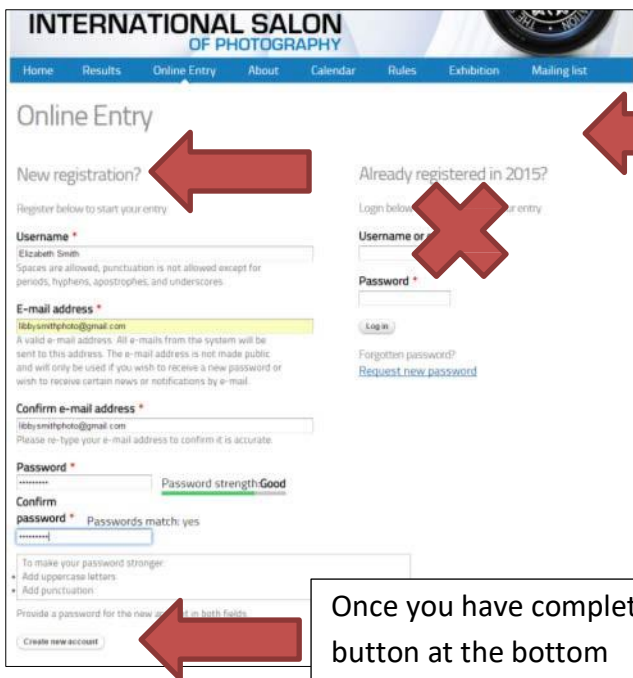 INTERNATIONAL SALON
OF PHOTOGRAPHY
Home Results Online Entry About Calendar Rules Exhibition Mailing list
Online Entry
New registration?
Register below to start your entry
Username *
Elizabeth Smith
Spaces are allowed, punctuation is not allowed except for
periods, hyphens, apostrophes, and underscores.
E-mail address *
libbysmithphoto@gmail.com
A valid e-mail address. All e-mails from the system will be
sent to this address. The e-mail address is not made public
and will only be used if you wish to receive a new password or
wish to receive certain news or notifications by e-mail.
Confirm e-mail address *
libbysmithphoto@gmail.com
Please re-type your e-mail address to confirm it is accurate.
Password *
Password strength:Good
Confirm
password * Passwords match: yes
To make your password stronger:
Add uppercase letters
Add punctuation
Provide a password for the new account in both fields.
Create new account
Already registered in 2015?
Login below your entry
Username or
Password *
Log in
Forgotten password?
Request new password
Once you have complet
button at the bottom